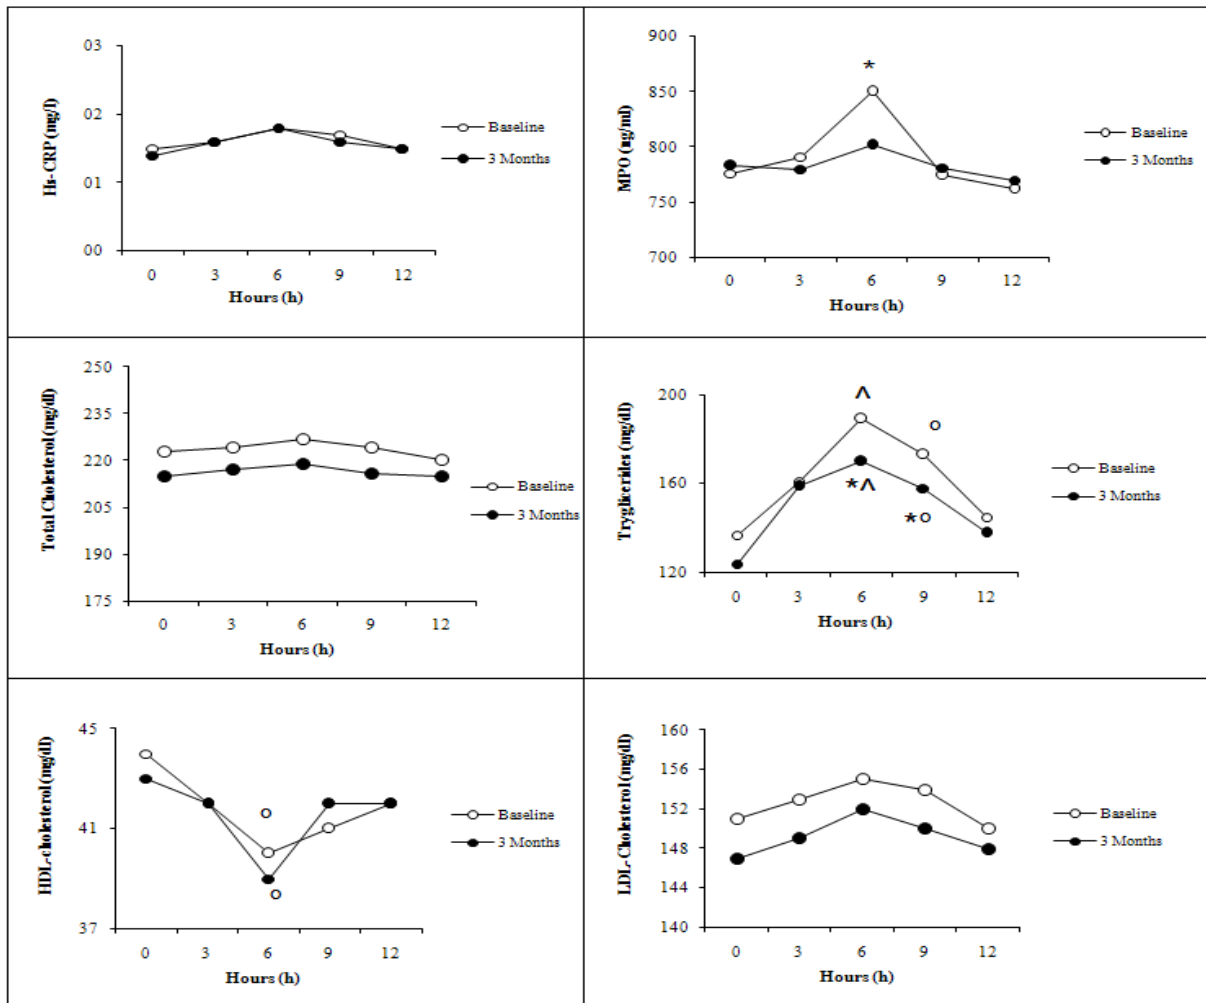 03
02
01
00
Hs-CRP (mg/l)
0 3 6 9 12
Hours (h)
Baseline
3 Months
900
850
800
750
700
MPO (ng/ml)
*
0 3 6 9 12
Hours (h)
Baseline
3 Months
250
235
220
205
190
175
Total Cholesterol (mg/dl)
0 3 6 9 12
Hours (h)
Baseline
3 Months
200
160
120
Tryglicerides (mg/dl)
^
o
*^
*o
0 3 6 9 12
Hours (h)
Baseline
3 Months
45
41
37
HDL-cholesterol (mg/dl)
o
o
0 3 6 9 12
Hours (h)
Baseline
3 Months
160
156
152
148
144
140
LDL-Cholesterol (mg/dl)
0 3 6 9 12
Hours (h)
Baseline
3 Months